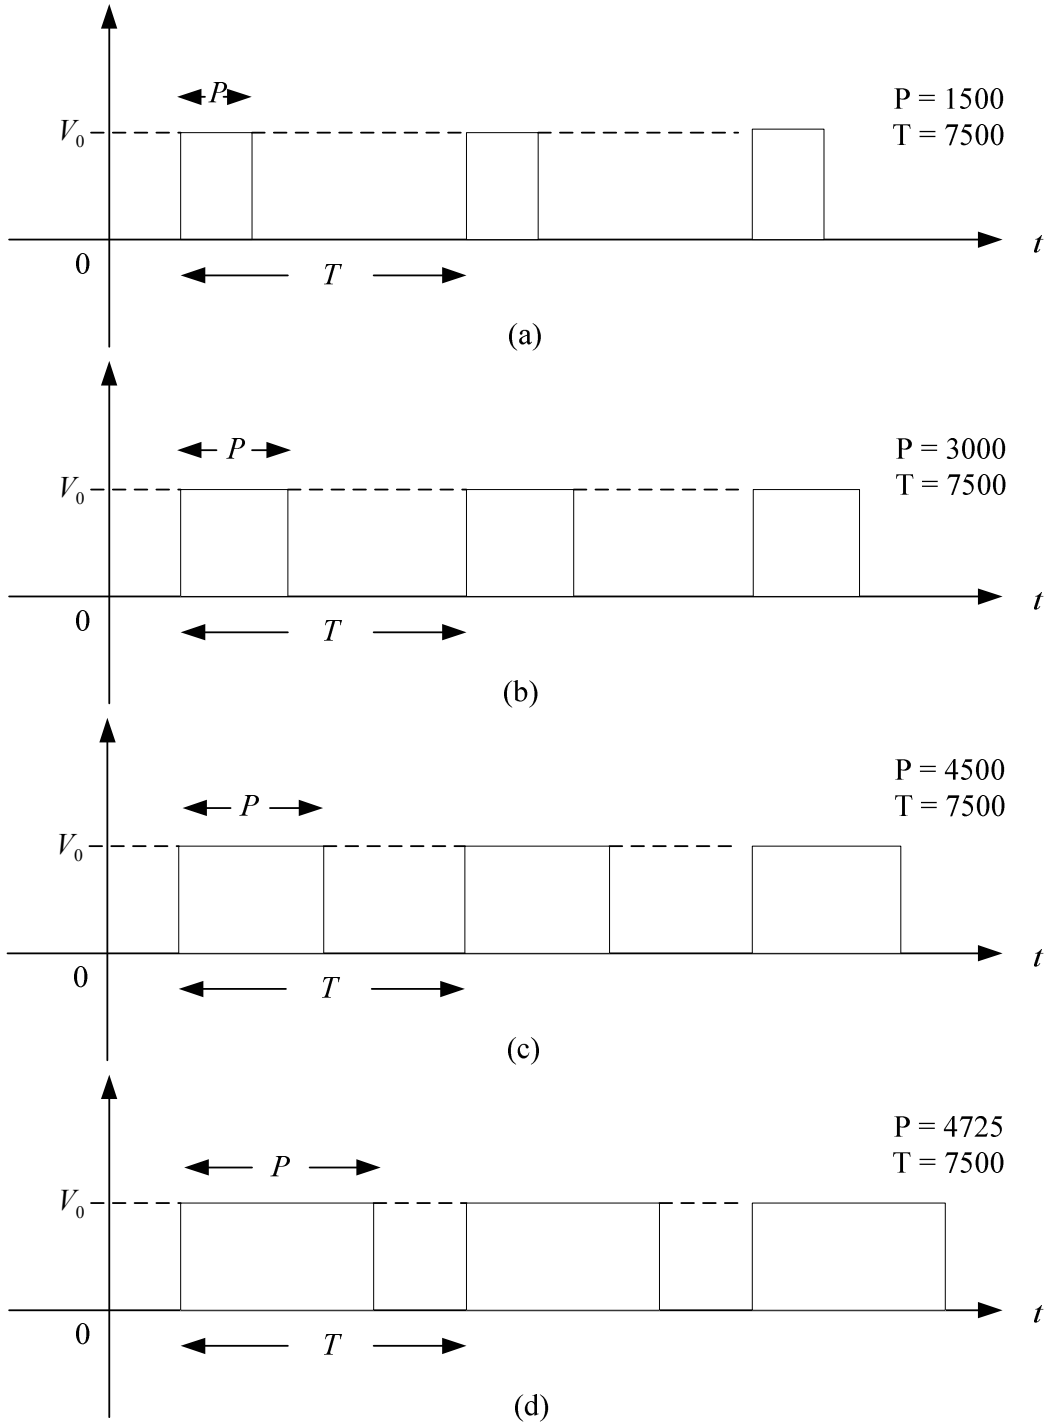 P
P = 1500
T = 7500
V0
0
t
T
(a)
P
P = 3000
T = 7500
V0
0
t
T
(b)
P = 4500
T = 7500
P
V0
0
t
T
(c)
P = 4725
T = 7500
P
V0
0
t
T
(d)